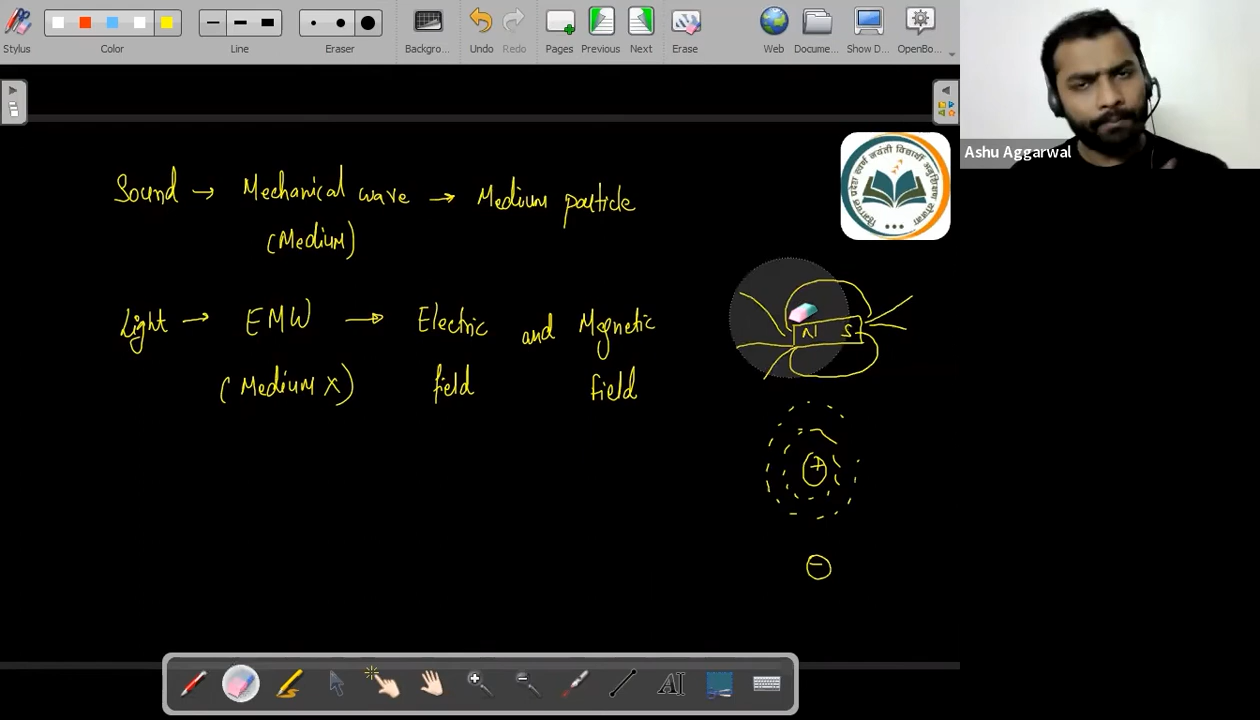 Stylus
Color
Line
Eraser
Backgro...
Undo
Redo
Pages
Previous
Next
Erase
Web
Docume...
Show D...
OpenBo...
Ashu Aggarwal
Sound → Mechanical wave → Medium particle
(Medium)
Light → EMW → Electric and Magnetic
(Medium X) field field
N S
+
−
AI